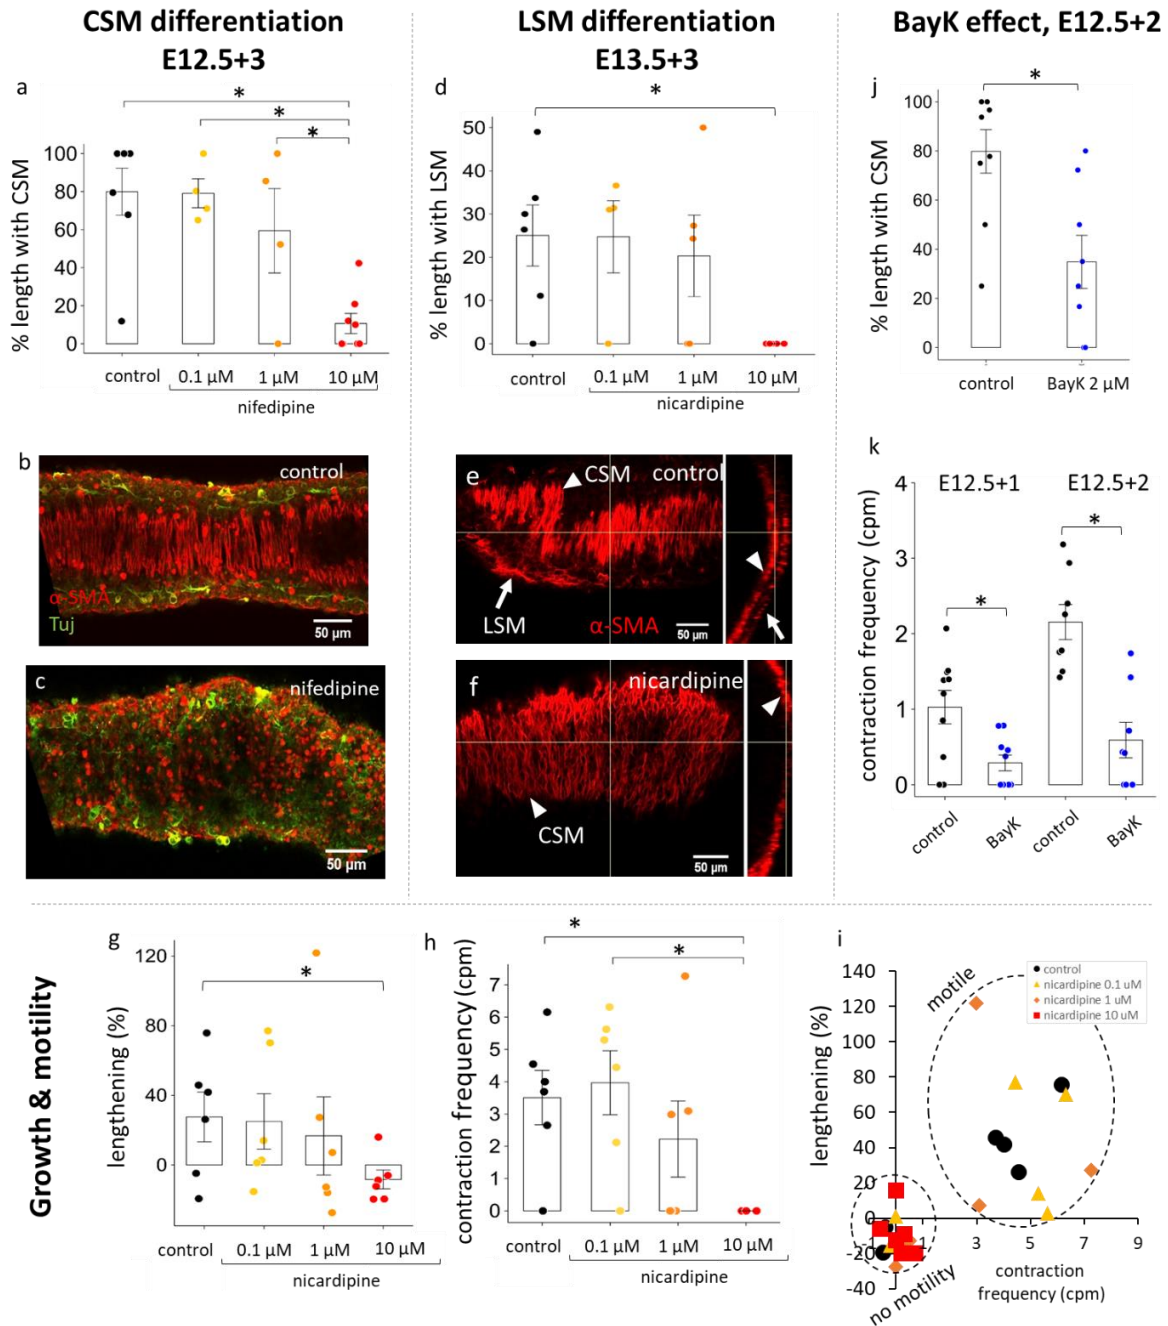 CSM differentiation
E12.5+3
LSM differentiation
E13.5+3
BayK effect, E12.5+2
a
*
*
*
% length with CSM
100
80
60
40
20
0
control
0.1 µM
1 µM
10 µM
nifedipine
d
*
% length with LSM
50
40
30
20
10
0
control
0.1 µM
1 µM
10 µM
nicardipine
j
*
% length with CSM
100
80
60
40
20
0
control
BayK 2 µM
b
control
α-SMA
Tuj
50 µm
c
nifedipine
50 µm
e
CSM
control
LSM
α-SMA
50 µm
f
nicardipine
CSM
50 µm
k
E12.5+1
E12.5+2
*
*
contraction frequency (cpm)
4
3
2
1
0
control
BayK
control
BayK
Growth & motility
g
*
lengthening (%)
120
80
40
0
control
0.1 µM
1 µM
10 µM
nicardipine
h
*
*
contraction frequency (cpm)
7
6
5
4
3
2
1
0
control
0.1 µM
1 µM
10 µM
nicardipine
i
motile
control
nicardipine 0.1 uM
nicardipine 1 uM
nicardipine 10 uM
lengthening (%)
140
120
100
80
60
40
20
0
-20
-40
1
3
5
7
9
contraction
frequency (cpm)
no motility